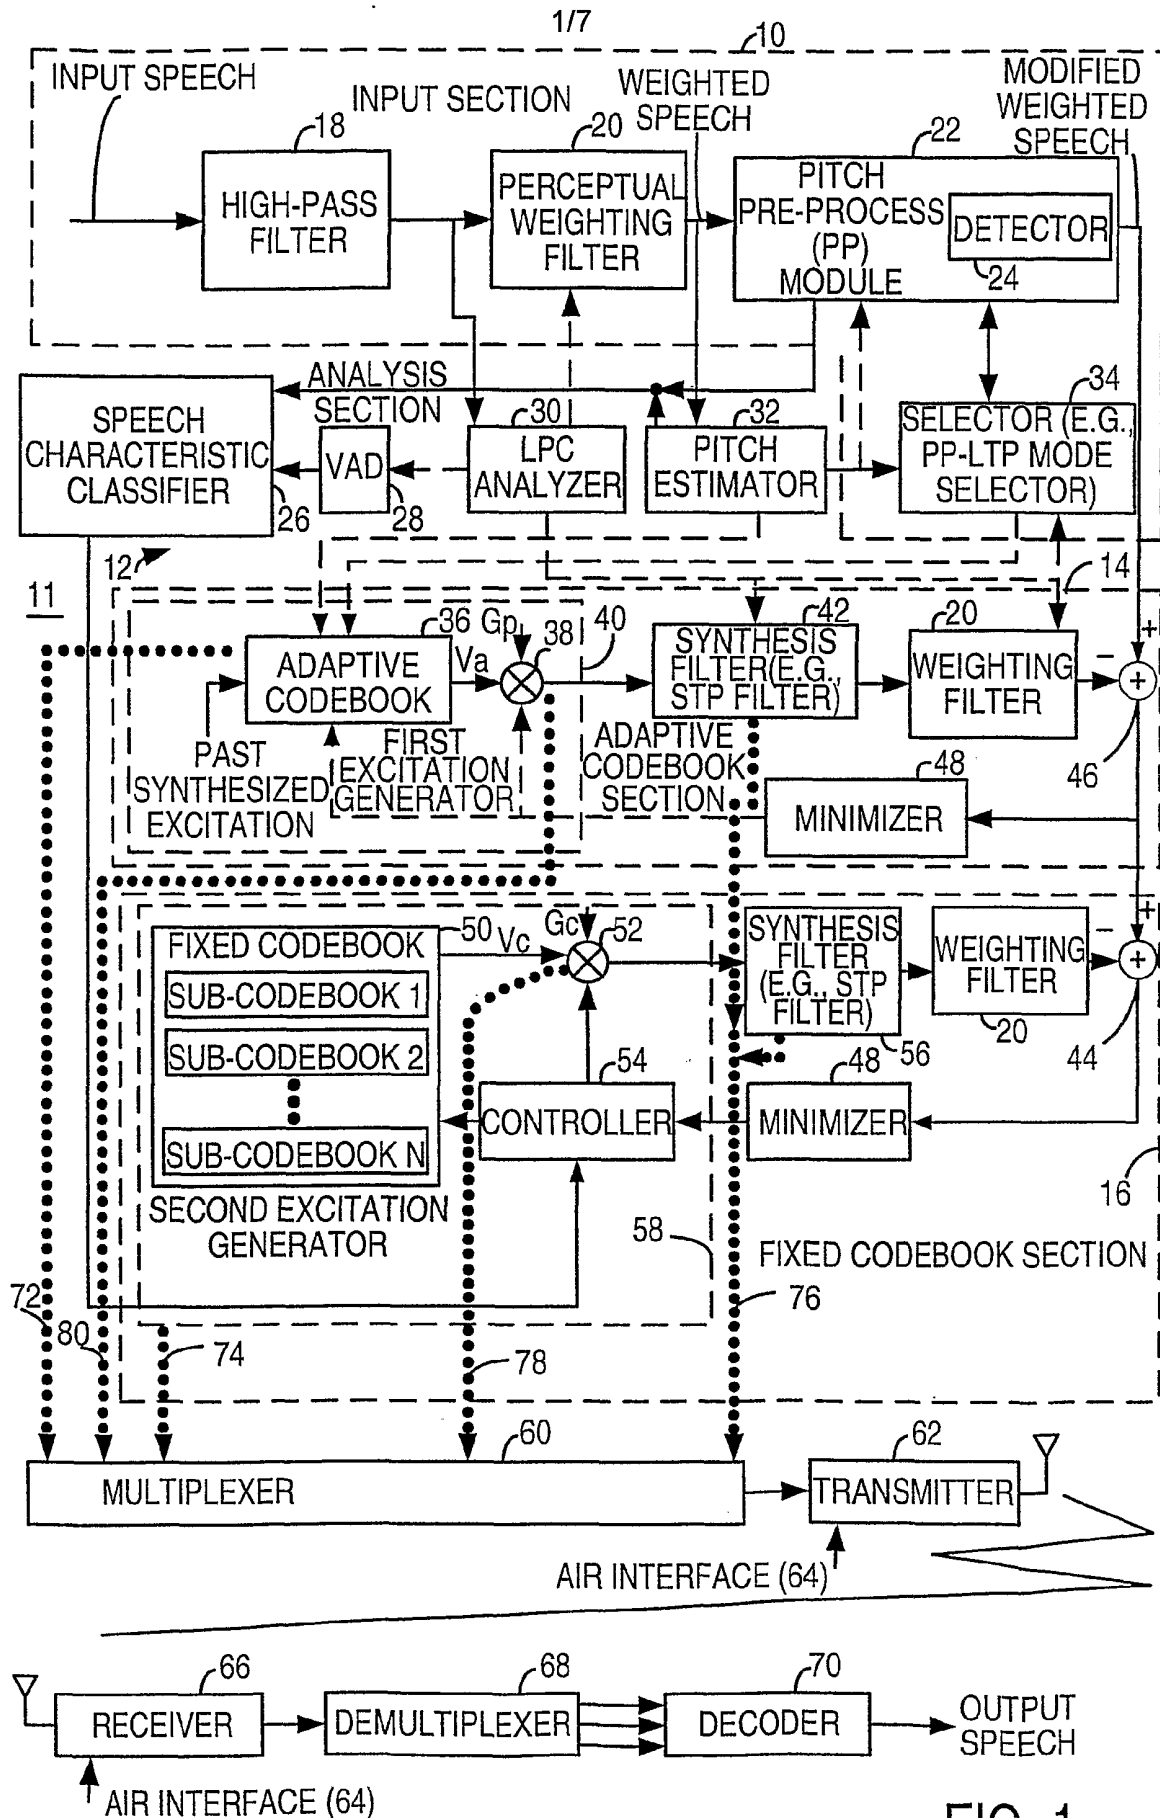 1/7
10
INPUT SPEECH
INPUT SECTION
WEIGHTED
SPEECH
MODIFIED
WEIGHTED
SPEECH
18
HIGH-PASS
FILTER
20
PERCEPTUAL
WEIGHTING
FILTER
22
PITCH
PRE-PROCESS
(PP)
MODULE
DETECTOR
24
ANALYSIS
SECTION
SPEECH
CHARACTERISTIC
CLASSIFIER
26
VAD
28
30
LPC
ANALYZER
32
PITCH
ESTIMATOR
34
SELECTOR (E.G.,
PP-LTP MODE
SELECTOR)
12
11
14
36
ADAPTIVE
CODEBOOK
Va
Gp
38
40
42
SYNTHESIS
FILTER(E.G.,
STP FILTER)
20
WEIGHTING
FILTER
−
+
+
46
PAST
SYNTHESIZED
EXCITATION
FIRST
EXCITATION
GENERATOR
ADAPTIVE
CODEBOOK
SECTION
48
MINIMIZER
FIXED CODEBOOK
50
Vc
Gc
52
SUB-CODEBOOK 1
SUB-CODEBOOK 2
SUB-CODEBOOK N
SYNTHESIS
FILTER
(E.G., STP
FILTER)
56
WEIGHTING
FILTER
20
−
+
+
44
54
CONTROLLER
48
MINIMIZER
16
SECOND EXCITATION
GENERATOR
58
FIXED CODEBOOK SECTION
72
80
74
78
76
60
MULTIPLEXER
62
TRANSMITTER
AIR INTERFACE (64)
66
RECEIVER
68
DEMULTIPLEXER
70
DECODER
OUTPUT
SPEECH
AIR INTERFACE (64)
FIG. 1